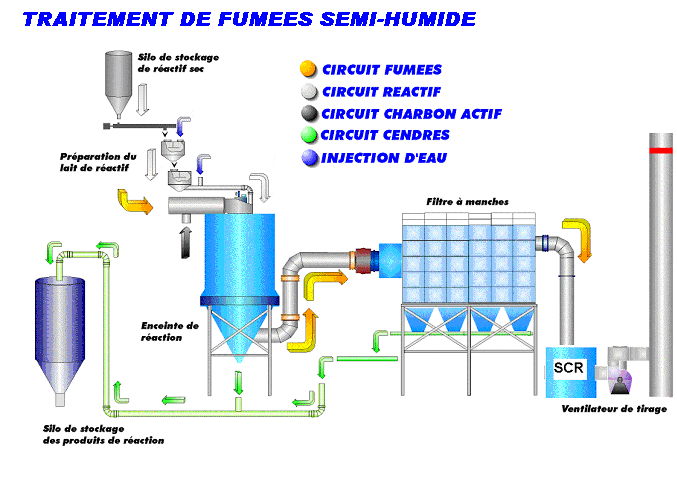 TRAITEMENT DE FUMEES SEMI-HUMIDE
Silo de stockage
de réactif sec
CIRCUIT FUMEES
CIRCUIT REACTIF
CIRCUIT CHARBON ACTIF
CIRCUIT CENDRES
INJECTION D'EAU
Préparation du
lait de réactif
Filtre à manches
Enceinte de
réaction
SCR
Ventilateur de tirage
Silo de stockage
des produits de réaction